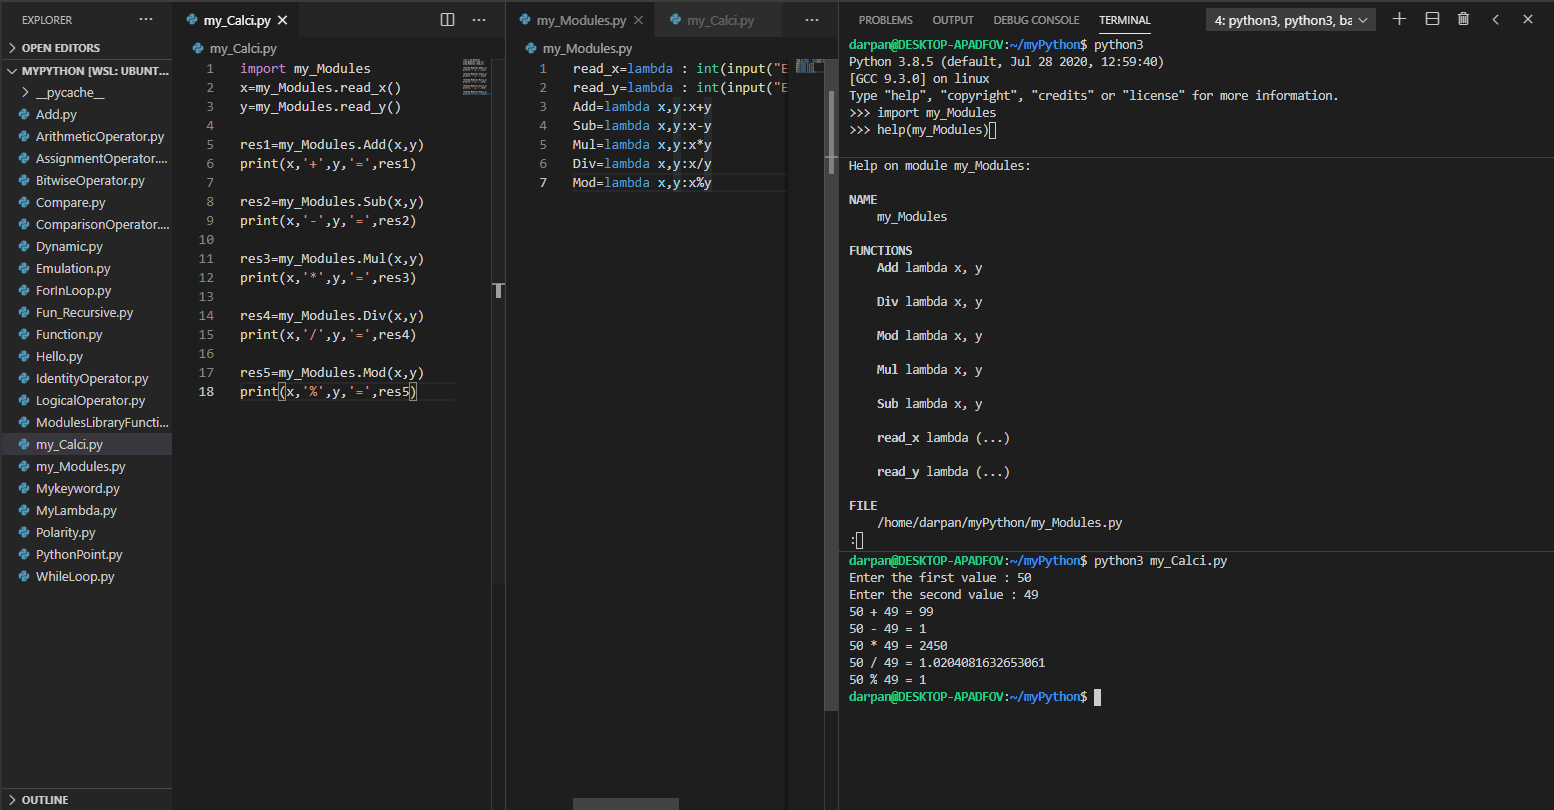 EXPLORER
OPEN EDITORS
MYPYTHON [WSL: UBUNT...
__pycache__
Add.py
ArithmeticOperator.py
AssignmentOperator....
BitwiseOperator.py
Compare.py
ComparisonOperator....
Dynamic.py
Emulation.py
ForInLoop.py
Fun_Recursive.py
Function.py
Hello.py
IdentityOperator.py
LogicalOperator.py
ModulesLibraryFuncti...
my_Calci.py
my_Modules.py
Mykeyword.py
MyLambda.py
Polarity.py
PythonPoint.py
WhileLoop.py
OUTLINE
my_Calci.py
my_Calci.py
1 import my_Modules
2 x=my_Modules.read_x()
3 y=my_Modules.read_y()
4
5 res1=my_Modules.Add(x,y)
6 print(x,'+',y,'=',res1)
7
8 res2=my_Modules.Sub(x,y)
9 print(x,'-',y,'=',res2)
10
11 res3=my_Modules.Mul(x,y)
12 print(x,'*',y,'=',res3)
13
14 res4=my_Modules.Div(x,y)
15 print(x,'/',y,'=',res4)
16
17 res5=my_Modules.Mod(x,y)
18 print(x,'%',y,'=',res5)
my_Modules.py my_Calci.py
my_Modules.py
1 read_x=lambda : int(input("E
2 read_y=lambda : int(input("E
3 Add=lambda x,y:x+y
4 Sub=lambda x,y:x-y
5 Mul=lambda x,y:x*y
6 Div=lambda x,y:x/y
7 Mod=lambda x,y:x%y
PROBLEMS OUTPUT DEBUG CONSOLE TERMINAL 4: python3, python3, ba
darpan@DESKTOP-APADFOV:~/myPython$ python3
Python 3.8.5 (default, Jul 28 2020, 12:59:40)
[GCC 9.3.0] on linux
Type "help", "copyright", "credits" or "license" for more information.
>>> import my_Modules
>>> help(my_Modules)
Help on module my_Modules:
NAME
my_Modules
FUNCTIONS
Add lambda x, y
Div lambda x, y
Mod lambda x, y
Mul lambda x, y
Sub lambda x, y
read_x lambda (...)
read_y lambda (...)
FILE
/home/darpan/myPython/my_Modules.py
:
darpan@DESKTOP-APADFOV:~/myPython$ python3 my_Calci.py
Enter the first value : 50
Enter the second value : 49
50 + 49 = 99
50 - 49 = 1
50 * 49 = 2450
50 / 49 = 1.0204081632653061
50 % 49 = 1
darpan@DESKTOP-APADFOV:~/myPython$